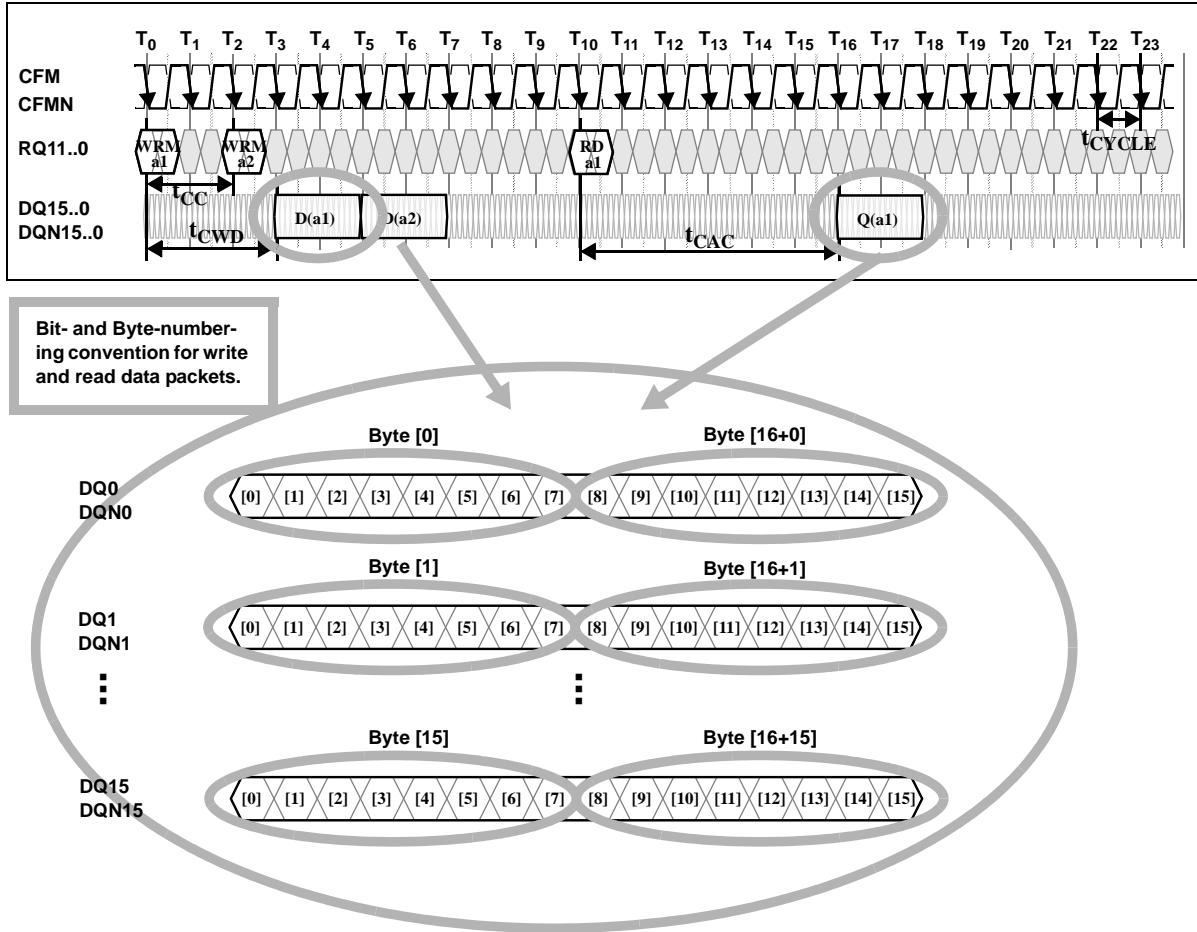 T0 T1 T2 T3 T4 T5 T6 T7 T8 T9 T10 T11 T12 T13 T14 T15 T16 T17 T18 T19 T20 T21 T22 T23
CFM
CFMN
tCYCLE
RQ11..0
WRM a1
WRM a2
RD a1
tCC
DQ15..0
DQN15..0
D(a1)
D(a2)
Q(a1)
tCWD
tCAC
Bit- and Byte-number-
ing convention for write
and read data packets.
Byte [0] Byte [16+0]
DQ0
DQN0
[0] [1] [2] [3] [4] [5] [6] [7] [8] [9] [10] [11] [12] [13] [14] [15]
Byte [1] Byte [16+1]
DQ1
DQN1
[0] [1] [2] [3] [4] [5] [6] [7] [8] [9] [10] [11] [12] [13] [14] [15]
Byte [15] Byte [16+15]
DQ15
DQN15
[0] [1] [2] [3] [4] [5] [6] [7] [8] [9] [10] [11] [12] [13] [14] [15]